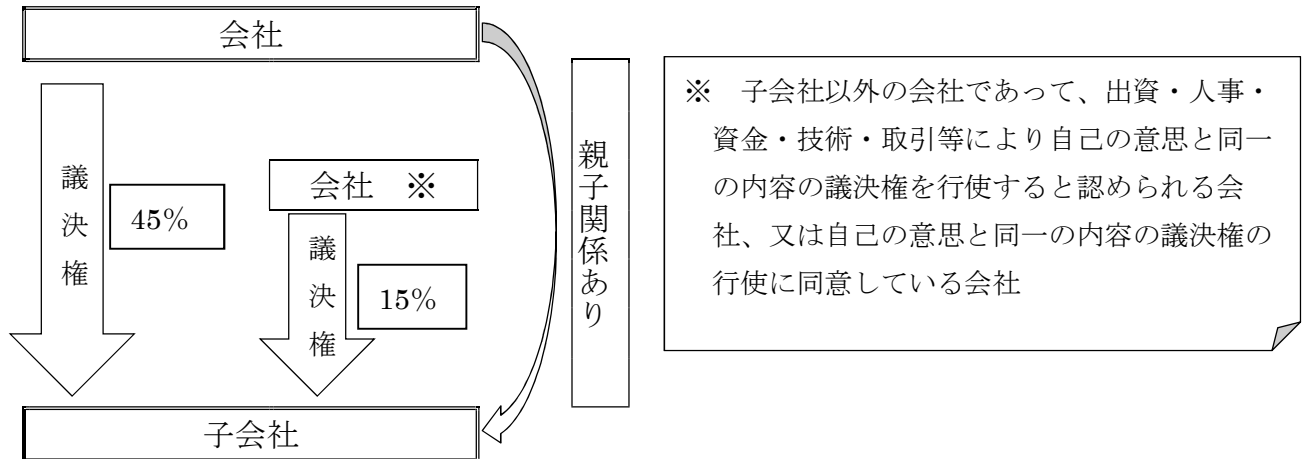 会社
議決権
45%
会社 ※
議決権
15%
子会社
親子関係あり
※ 子会社以外の会社であって、出資・人事・
資金・技術・取引等により自己の意思と同一
の内容の議決権を行使すると認められる会
社、又は自己の意思と同一の内容の議決権の
行使に同意している会社